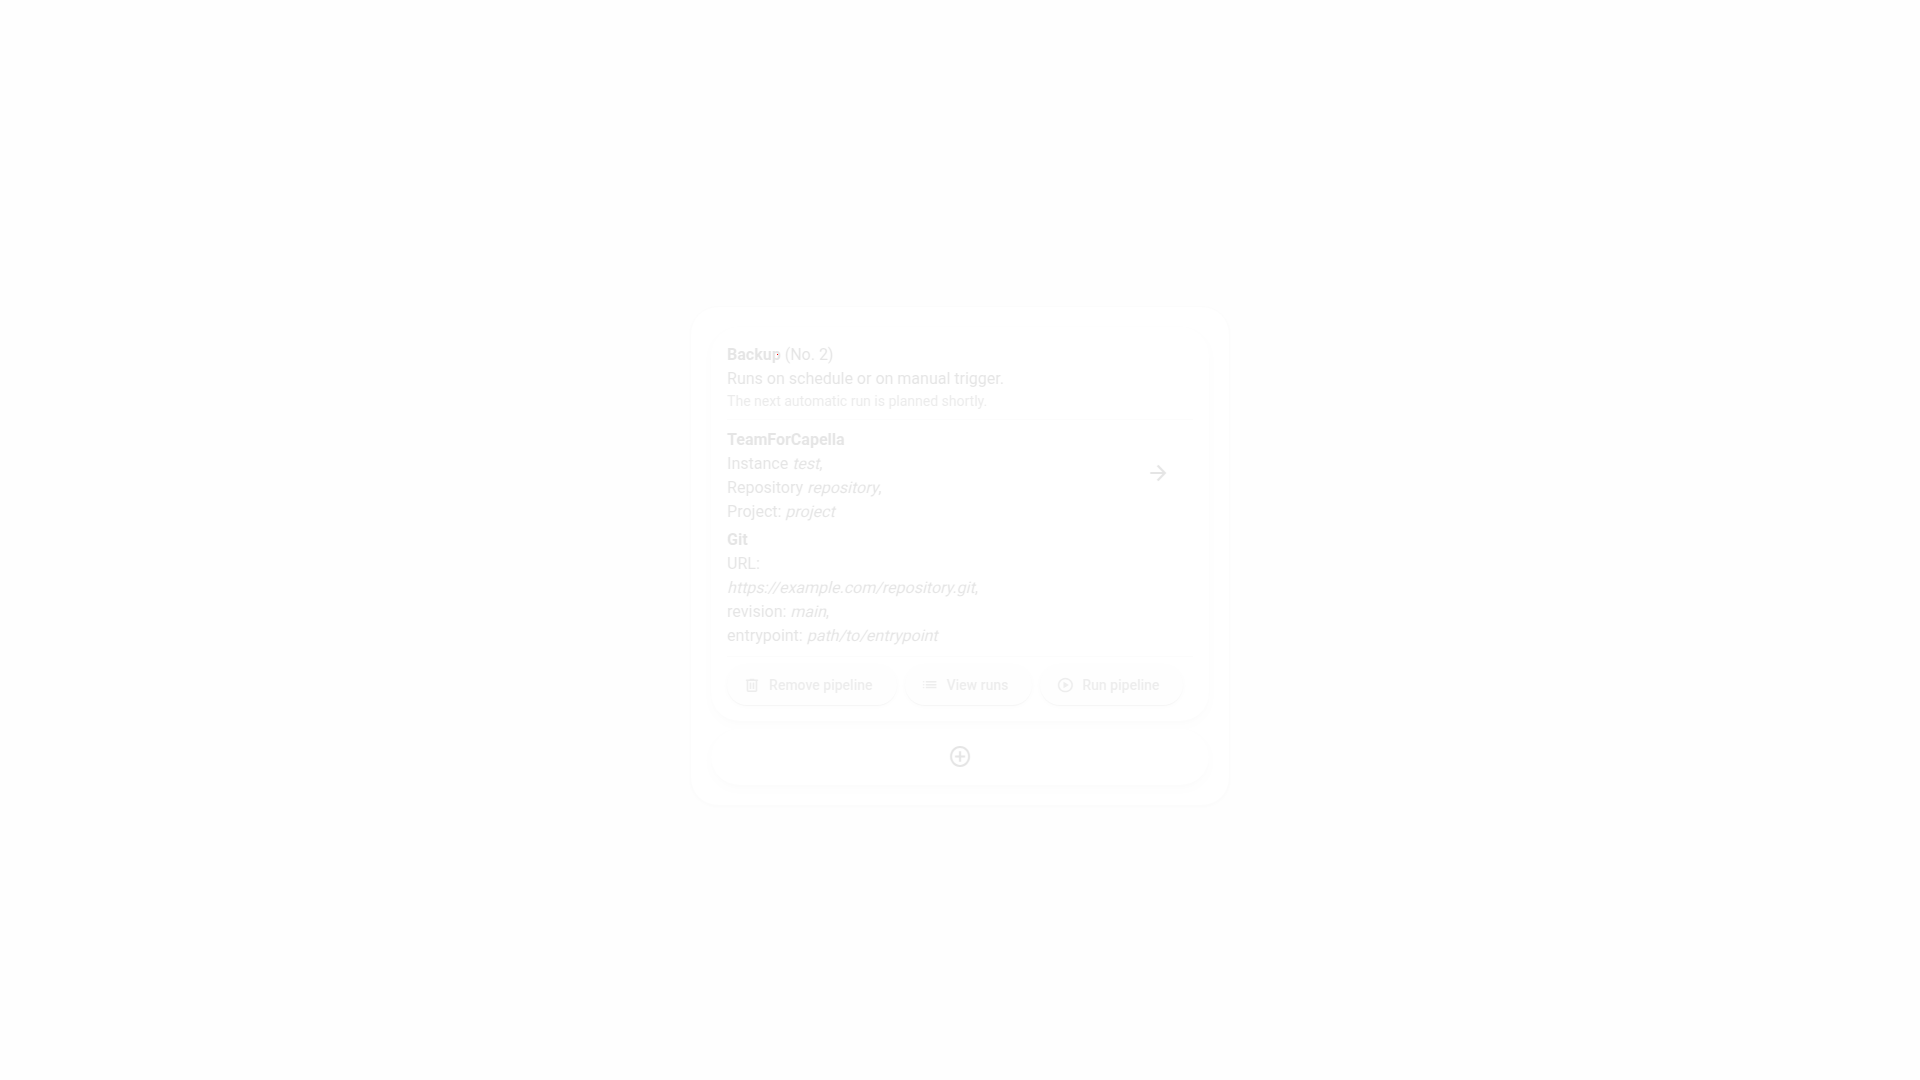 Backup (No. 2)
Runs on schedule or on manual trigger.
The next automatic run is planned shortly.
TeamForCapella
Instance test,
Repository repository,
Project: project
Git
URL:
https://example.com/repository.git,
revision: main,
entrypoint: path/to/entrypoint
Remove pipeline View runs Run pipeline